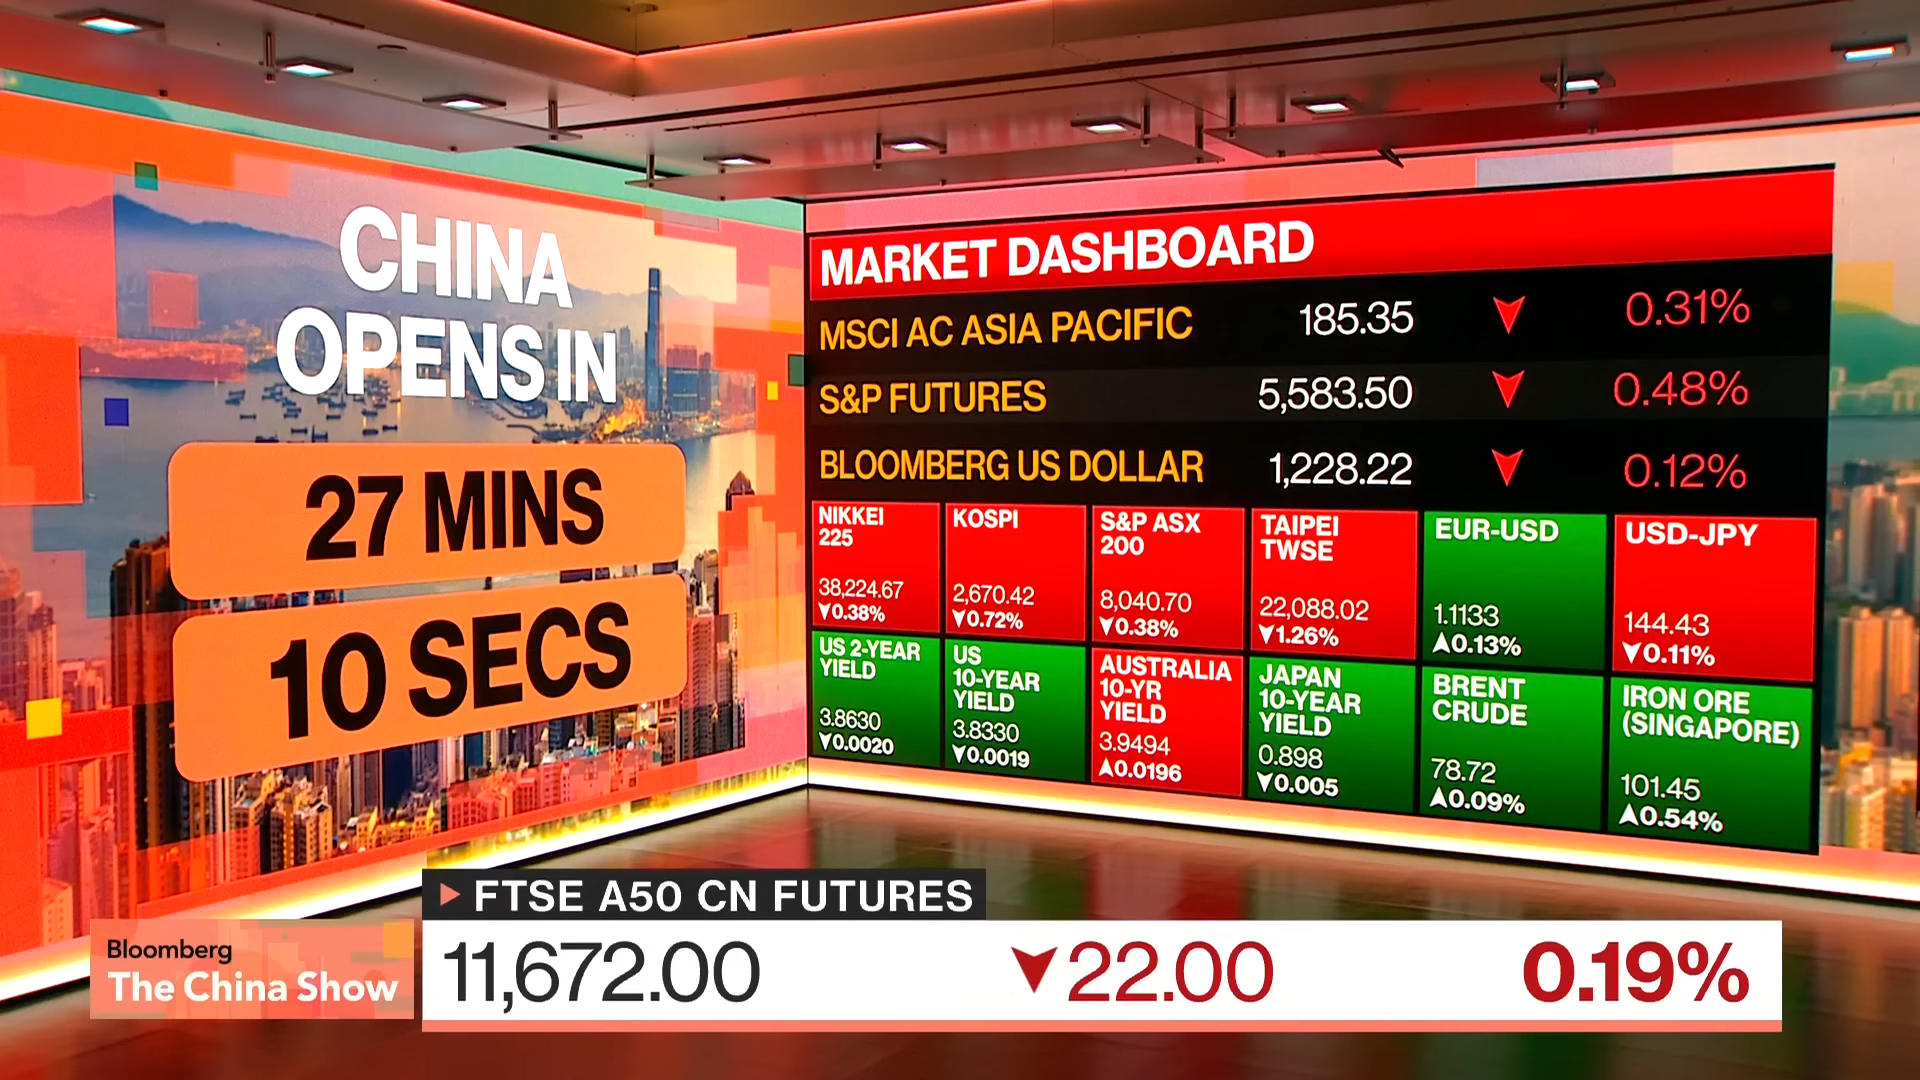 CHINA
OPENS IN
27 MINS
10 SECS
MARKET DASHBOARD
MSCI AC ASIA PACIFIC 185.35 ▼ 0.31%
S&P FUTURES 5,583.50 ▼ 0.48%
BLOOMBERG US DOLLAR 1,228.22 ▼ 0.12%
NIKKEI
225
38,224.67
▼0.38%
KOSPI
2,670.42
▼0.72%
S&P ASX
200
8,040.70
▼0.38%
TAIPEI
TWSE
22,088.02
▼1.26%
EUR-USD
1.1133
▲0.13%
USD-JPY
144.43
▼0.11%
US 2-YEAR
YIELD
3.8630
▼0.0020
US
10-YEAR
YIELD
3.8330
▼0.0019
AUSTRALIA
10-YR
YIELD
3.9494
▲0.0196
JAPAN
10-YEAR
YIELD
0.898
▼0.005
BRENT
CRUDE
78.72
▲0.09%
IRON ORE
(SINGAPORE)
101.45
▲0.54%
FTSE A50 CN FUTURES
11,672.00 ▼22.00 0.19%
Bloomberg
The China Show